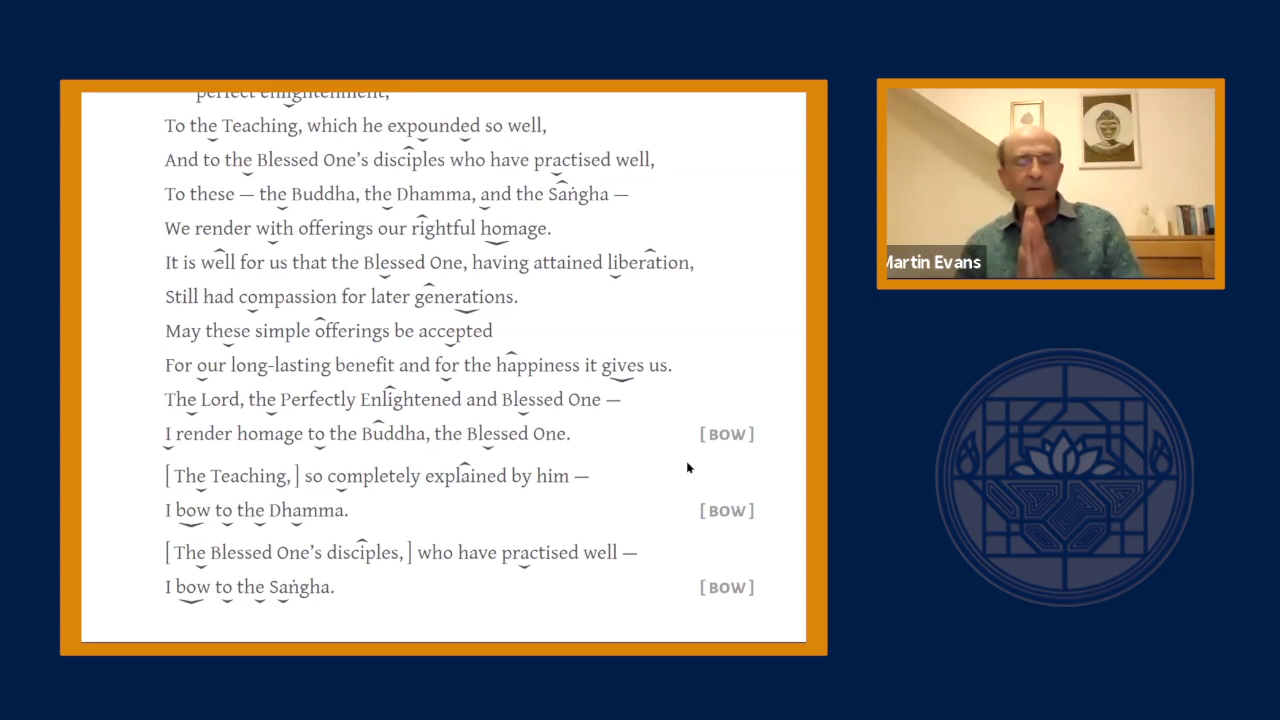 perfect enlightenment,
To the Teaching, which he expounded so well,
And to the Blessed One’s disciples who have practised well,
To these — the Buddha, the Dhamma, and the Saṅgha —
We render with offerings our rightful homage.
It is well for us that the Blessed One, having attained liberation,
Still had compassion for later generations.
May these simple offerings be accepted
For our long-lasting benefit and for the happiness it gives us.
The Lord, the Perfectly Enlightened and Blessed One —
I render homage to the Buddha, the Blessed One. [BOW]
[The Teaching,] so completely explained by him —
I bow to the Dhamma. [BOW]
[The Blessed One’s disciples,] who have practised well —
I bow to the Saṅgha. [BOW]
Martin Evans